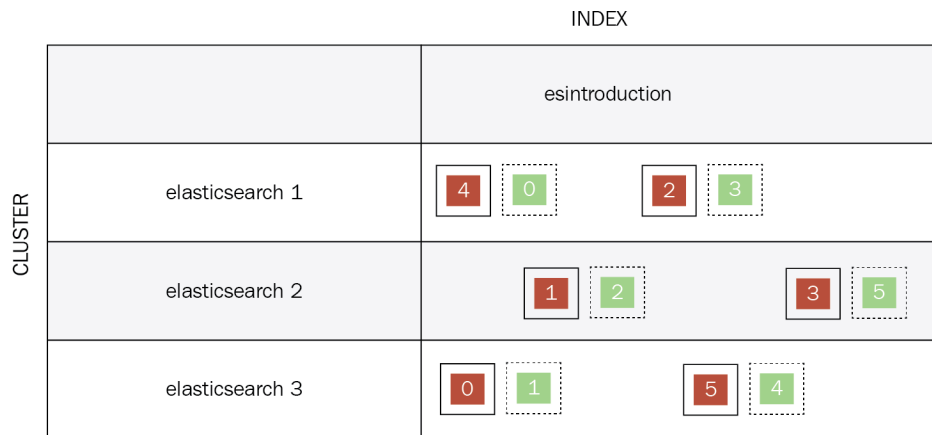 INDEX
esintroduction
CLUSTER
elasticsearch 1
4 0 2 3
elasticsearch 2
1 2 3 5
elasticsearch 3
0 1 5 4